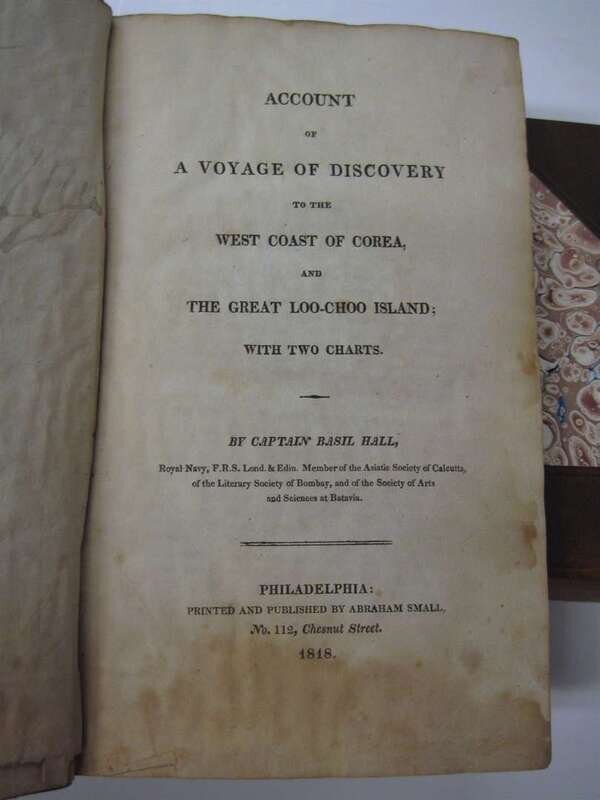 ACCOUNT
OF
A VOYAGE OF DISCOVERY
TO THE
WEST COAST OF COREA,
AND
THE GREAT LOO-CHOO ISLAND;
WITH TWO CHARTS.
BY CAPTAIN BASIL HALL,
Royal Navy, F.R.S. Lond. & Edin. Member of the Asiatic Society of Calcutta,
of the Literary Society of Bombay, and of the Society of Arts
and Sciences at Batavia.
PHILADELPHIA:
PRINTED AND PUBLISHED BY ABRAHAM SMALL,
No. 112, Chesnut Street.
1818.